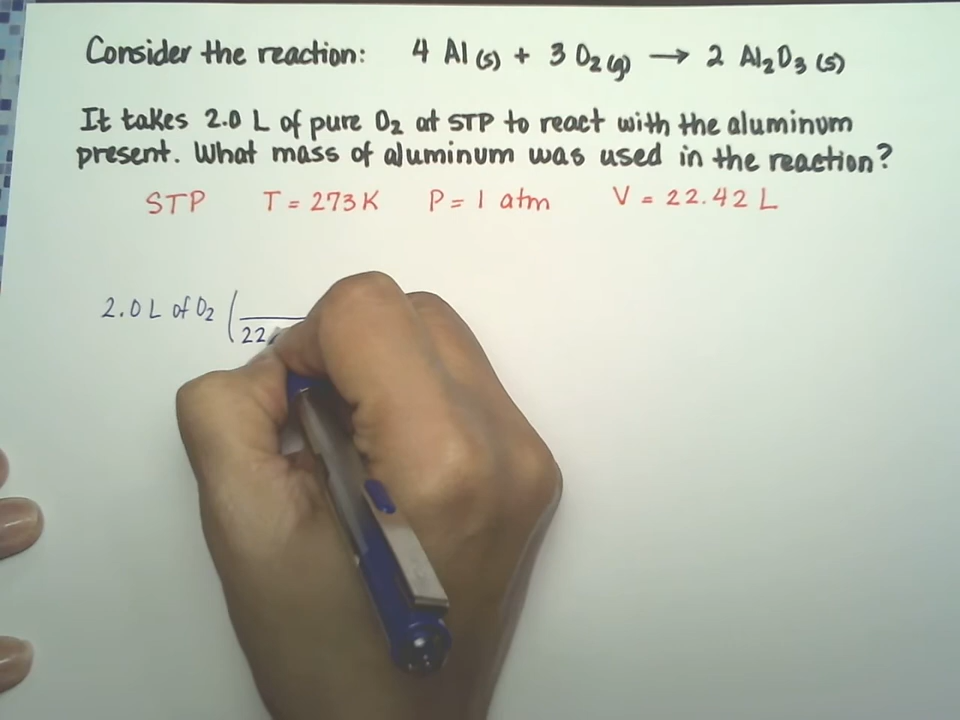 Consider the reaction: 4 Al (s) + 3 O₂ (g) → 2 Al₂O₃ (s)
It takes 2.0 L of pure O₂ at STP to react with the aluminum
present. What mass of aluminum was used in the reaction?
STP T = 273 K P = 1 atm V = 22.42 L
2.0 L of O₂ (
22